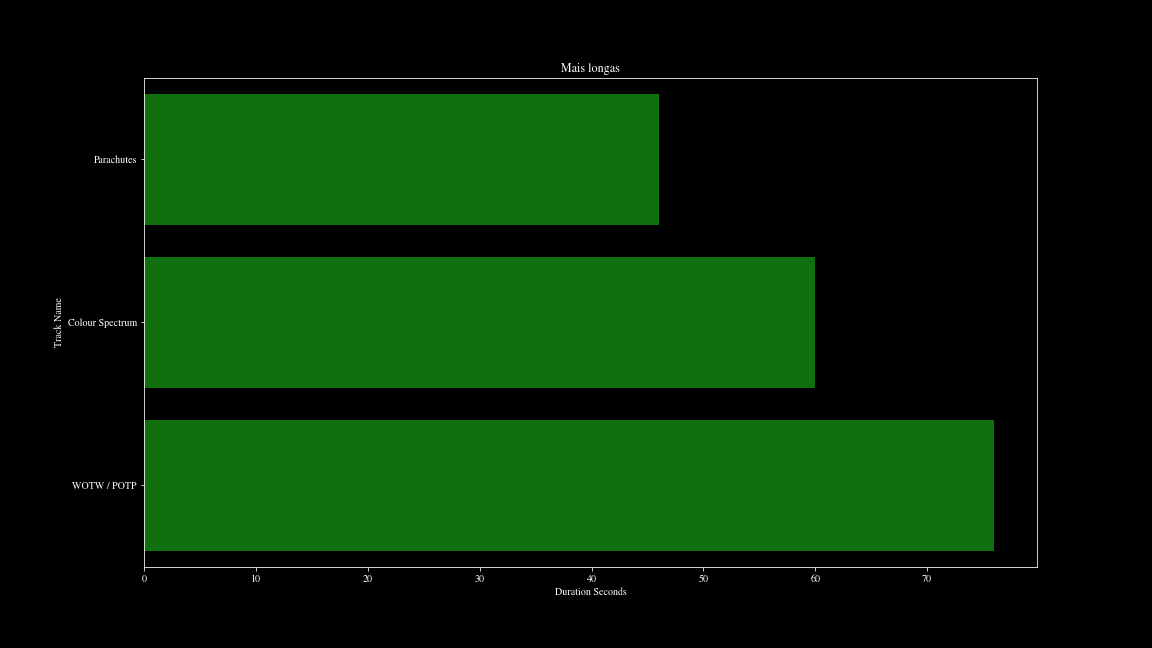 Mais longas
Track Name
Parachutes
Colour Spectrum
WOTW / POTP
0 10 20 30 40 50 60 70
Duration Seconds